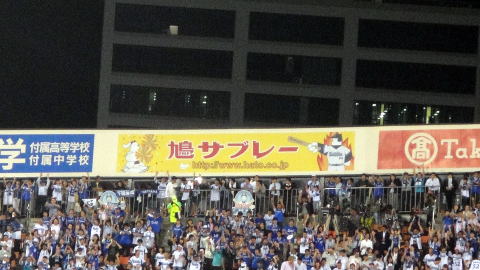 学 付属高等学校
付属中学校
鳩サブレー
http://www.hato.co.jp
髙 Tak